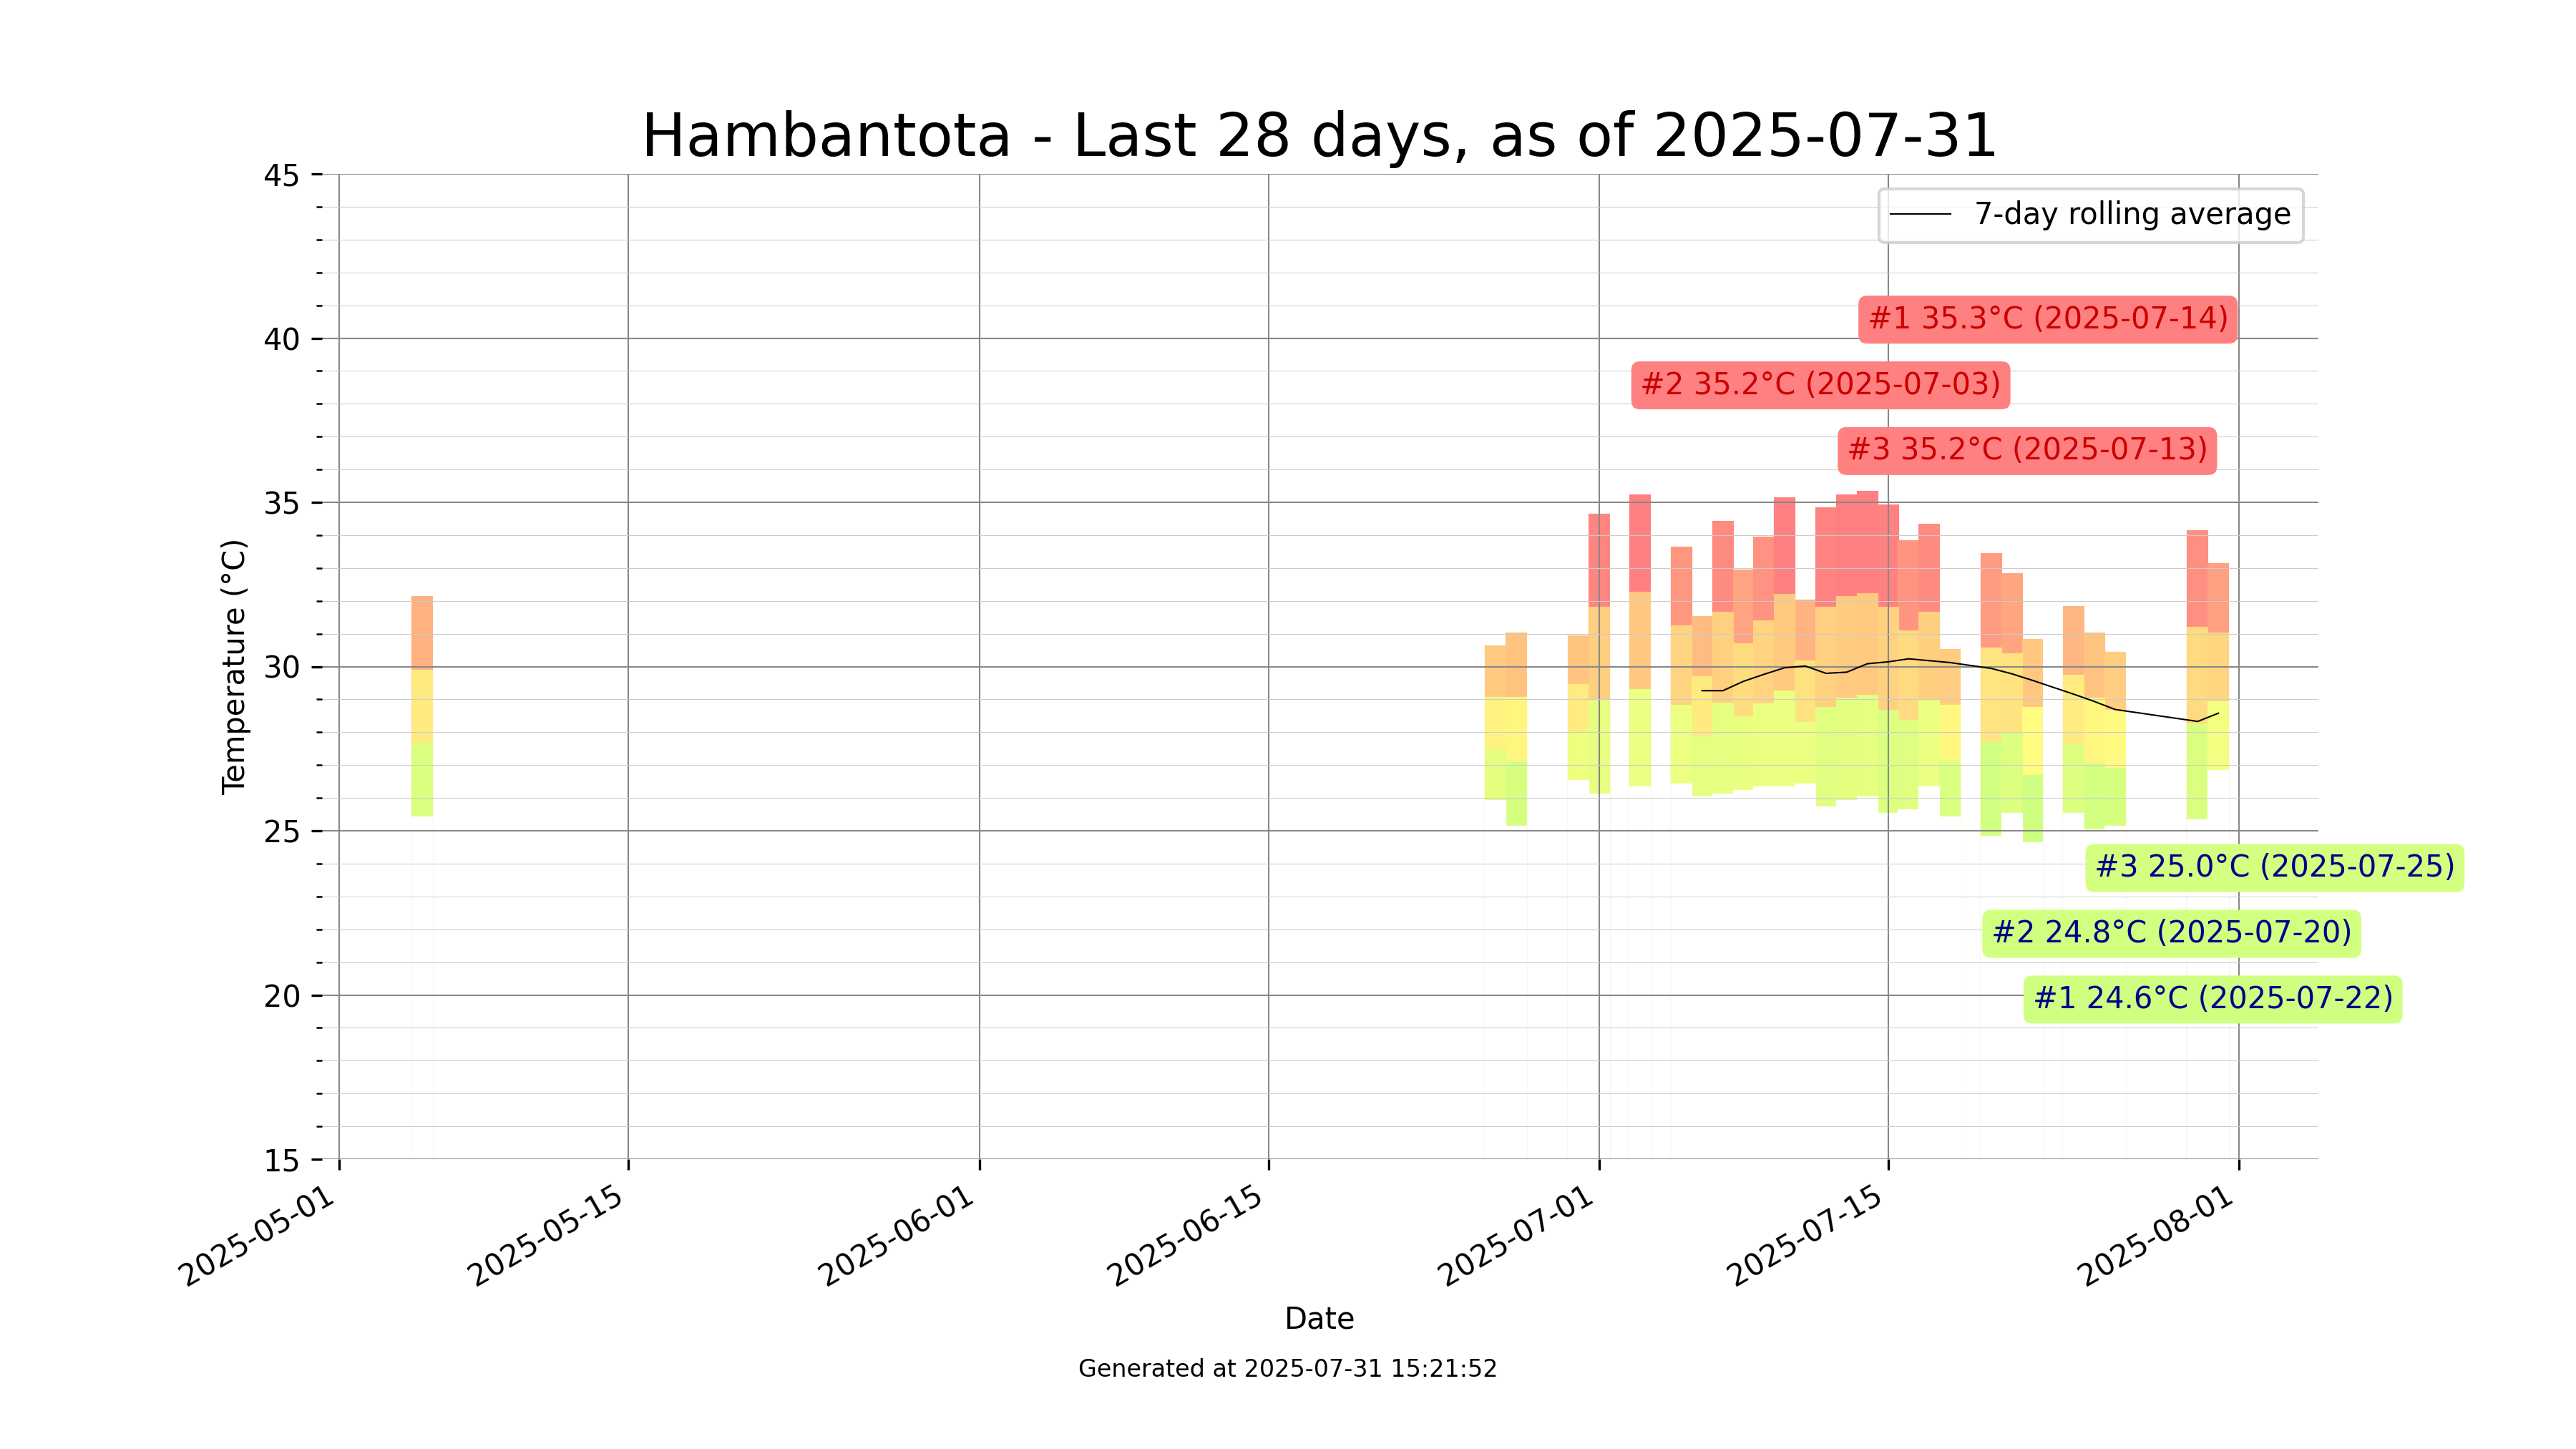 Hambantota - Last 28 days, as of 2025-07-31
45
7-day rolling average
#1 35.3°C (2025-07-14)
40
#2 35.2°C (2025-07-03)
#3 35.2°C (2025-07-13)
35
Temperature (°C)
30
25
#3 25.0°C (2025-07-25)
#2 24.8°C (2025-07-20)
20
#1 24.6°C (2025-07-22)
15
2025-05-01
2025-05-15
2025-06-01
2025-06-15
2025-07-01
2025-07-15
2025-08-01
Date
Generated at 2025-07-31 15:21:52